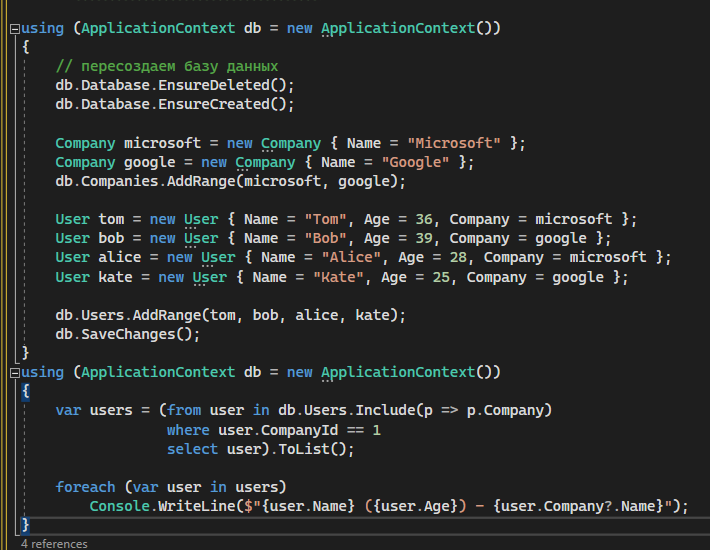 using (ApplicationContext db = new ApplicationContext())
{
    // пересоздаем базу данных
    db.Database.EnsureDeleted();
    db.Database.EnsureCreated();

    Company microsoft = new Company { Name = "Microsoft" };
    Company google = new Company { Name = "Google" };
    db.Companies.AddRange(microsoft, google);

    User tom = new User { Name = "Tom", Age = 36, Company = microsoft };
    User bob = new User { Name = "Bob", Age = 39, Company = google };
    User alice = new User { Name = "Alice", Age = 28, Company = microsoft };
    User kate = new User { Name = "Kate", Age = 25, Company = google };

    db.Users.AddRange(tom, bob, alice, kate);
    db.SaveChanges();
}
using (ApplicationContext db = new ApplicationContext())
{
    var users = (from user in db.Users.Include(p => p.Company)
                 where user.CompanyId == 1
                 select user).ToList();

    foreach (var user in users)
        Console.WriteLine($"{user.Name} ({user.Age}) - {user.Company?.Name}");
}
4 references